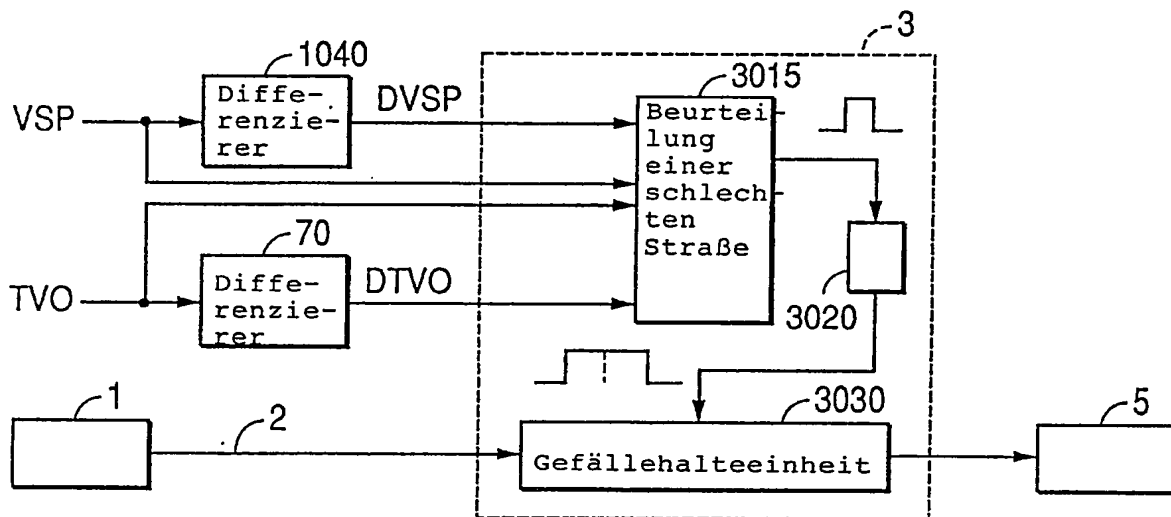 3
1040
3015
VSP
Diffe-
renzie-
rer
DVSP
Beurtei-
lung
einer
schlech-
ten
Straße
70
TVO
Diffe-
renzie-
rer
DTVO
3020
1
2
3030
Gefällehalteeinheit
5